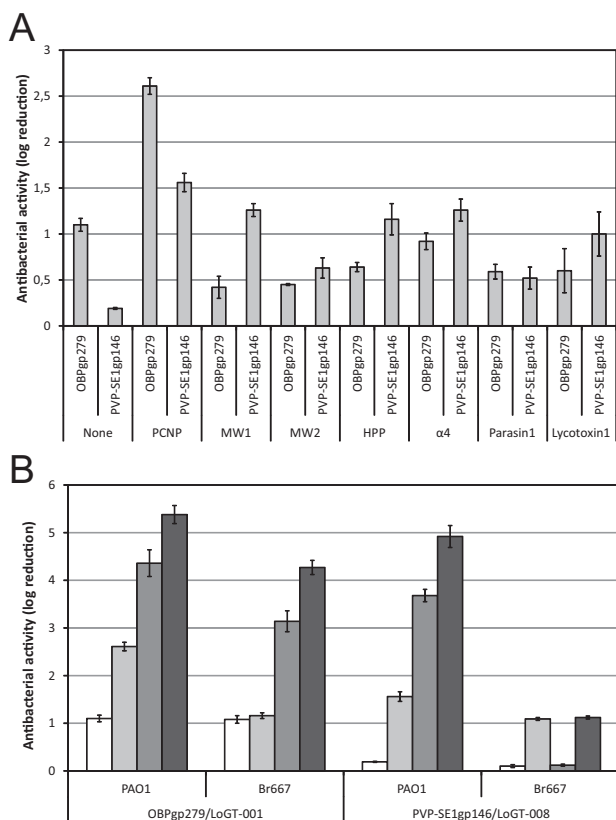 A
Antibacterial activity (log reduction)
3
2,5
2
1,5
1
0,5
0
OBPgp279
PVP-SE1gp146
OBPgp279
PVP-SE1gp146
OBPgp279
PVP-SE1gp146
OBPgp279
PVP-SE1gp146
OBPgp279
PVP-SE1gp146
OBPgp279
PVP-SE1gp146
OBPgp279
PVP-SE1gp146
OBPgp279
PVP-SE1gp146
None PCNP MW1 MW2 HPP α4 Parasin1 Lycotoxin1
B
Antibacterial activity (log reduction)
6
5
4
3
2
1
0
PAO1 Br667 PAO1 Br667
OBPgp279/LoGT-001 PVP-SE1gp146/LoGT-008